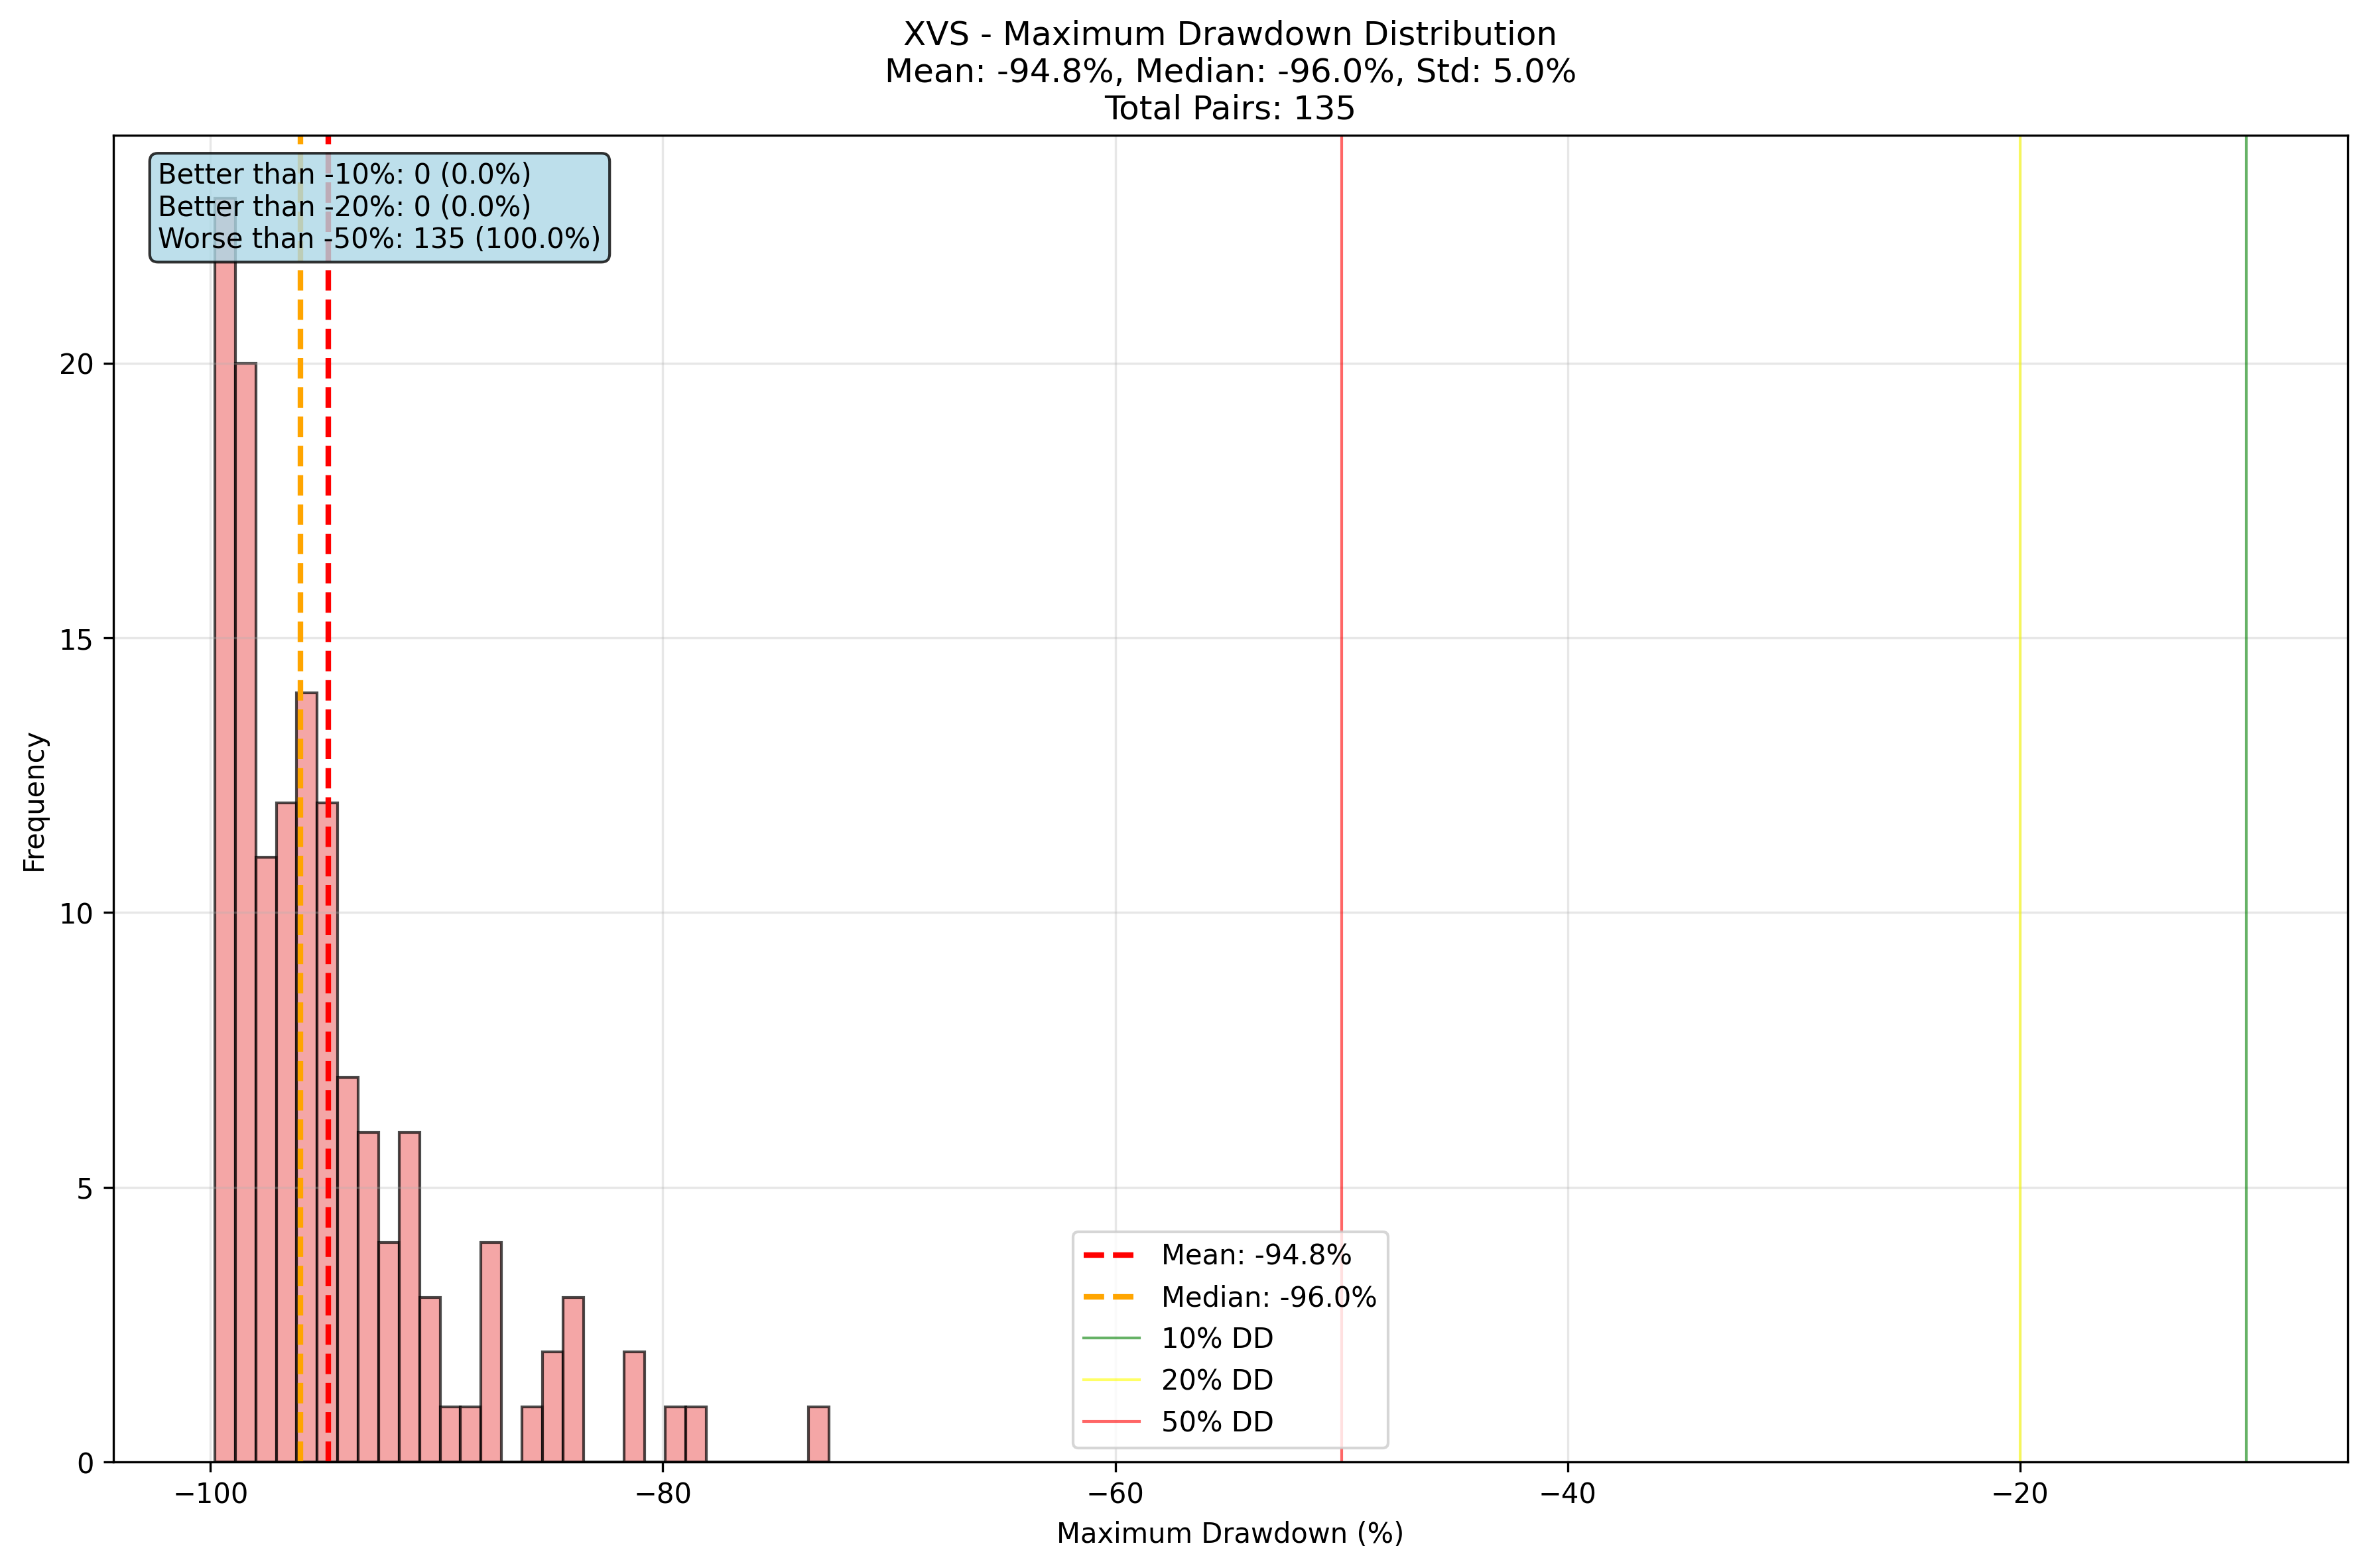 XVS - Maximum Drawdown Distribution
Mean: -94.8%, Median: -96.0%, Std: 5.0%
Total Pairs: 135
Better than -10%: 0 (0.0%)
Better than -20%: 0 (0.0%)
Worse than -50%: 135 (100.0%)
20
15
10
5
0
Frequency
Mean: -94.8%
Median: -96.0%
10% DD
20% DD
50% DD
−100
−80
−60
−40
−20
Maximum Drawdown (%)